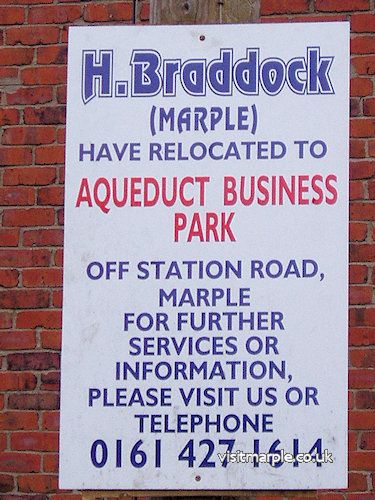 H.Braddock
(MARPLE)
HAVE RELOCATED TO
AQUEDUCT BUSINESS
PARK
OFF STATION ROAD,
MARPLE
FOR FURTHER
SERVICES OR
INFORMATION,
PLEASE VISIT US OR
TELEPHONE
0161 427 1614
visitmarple.co.uk